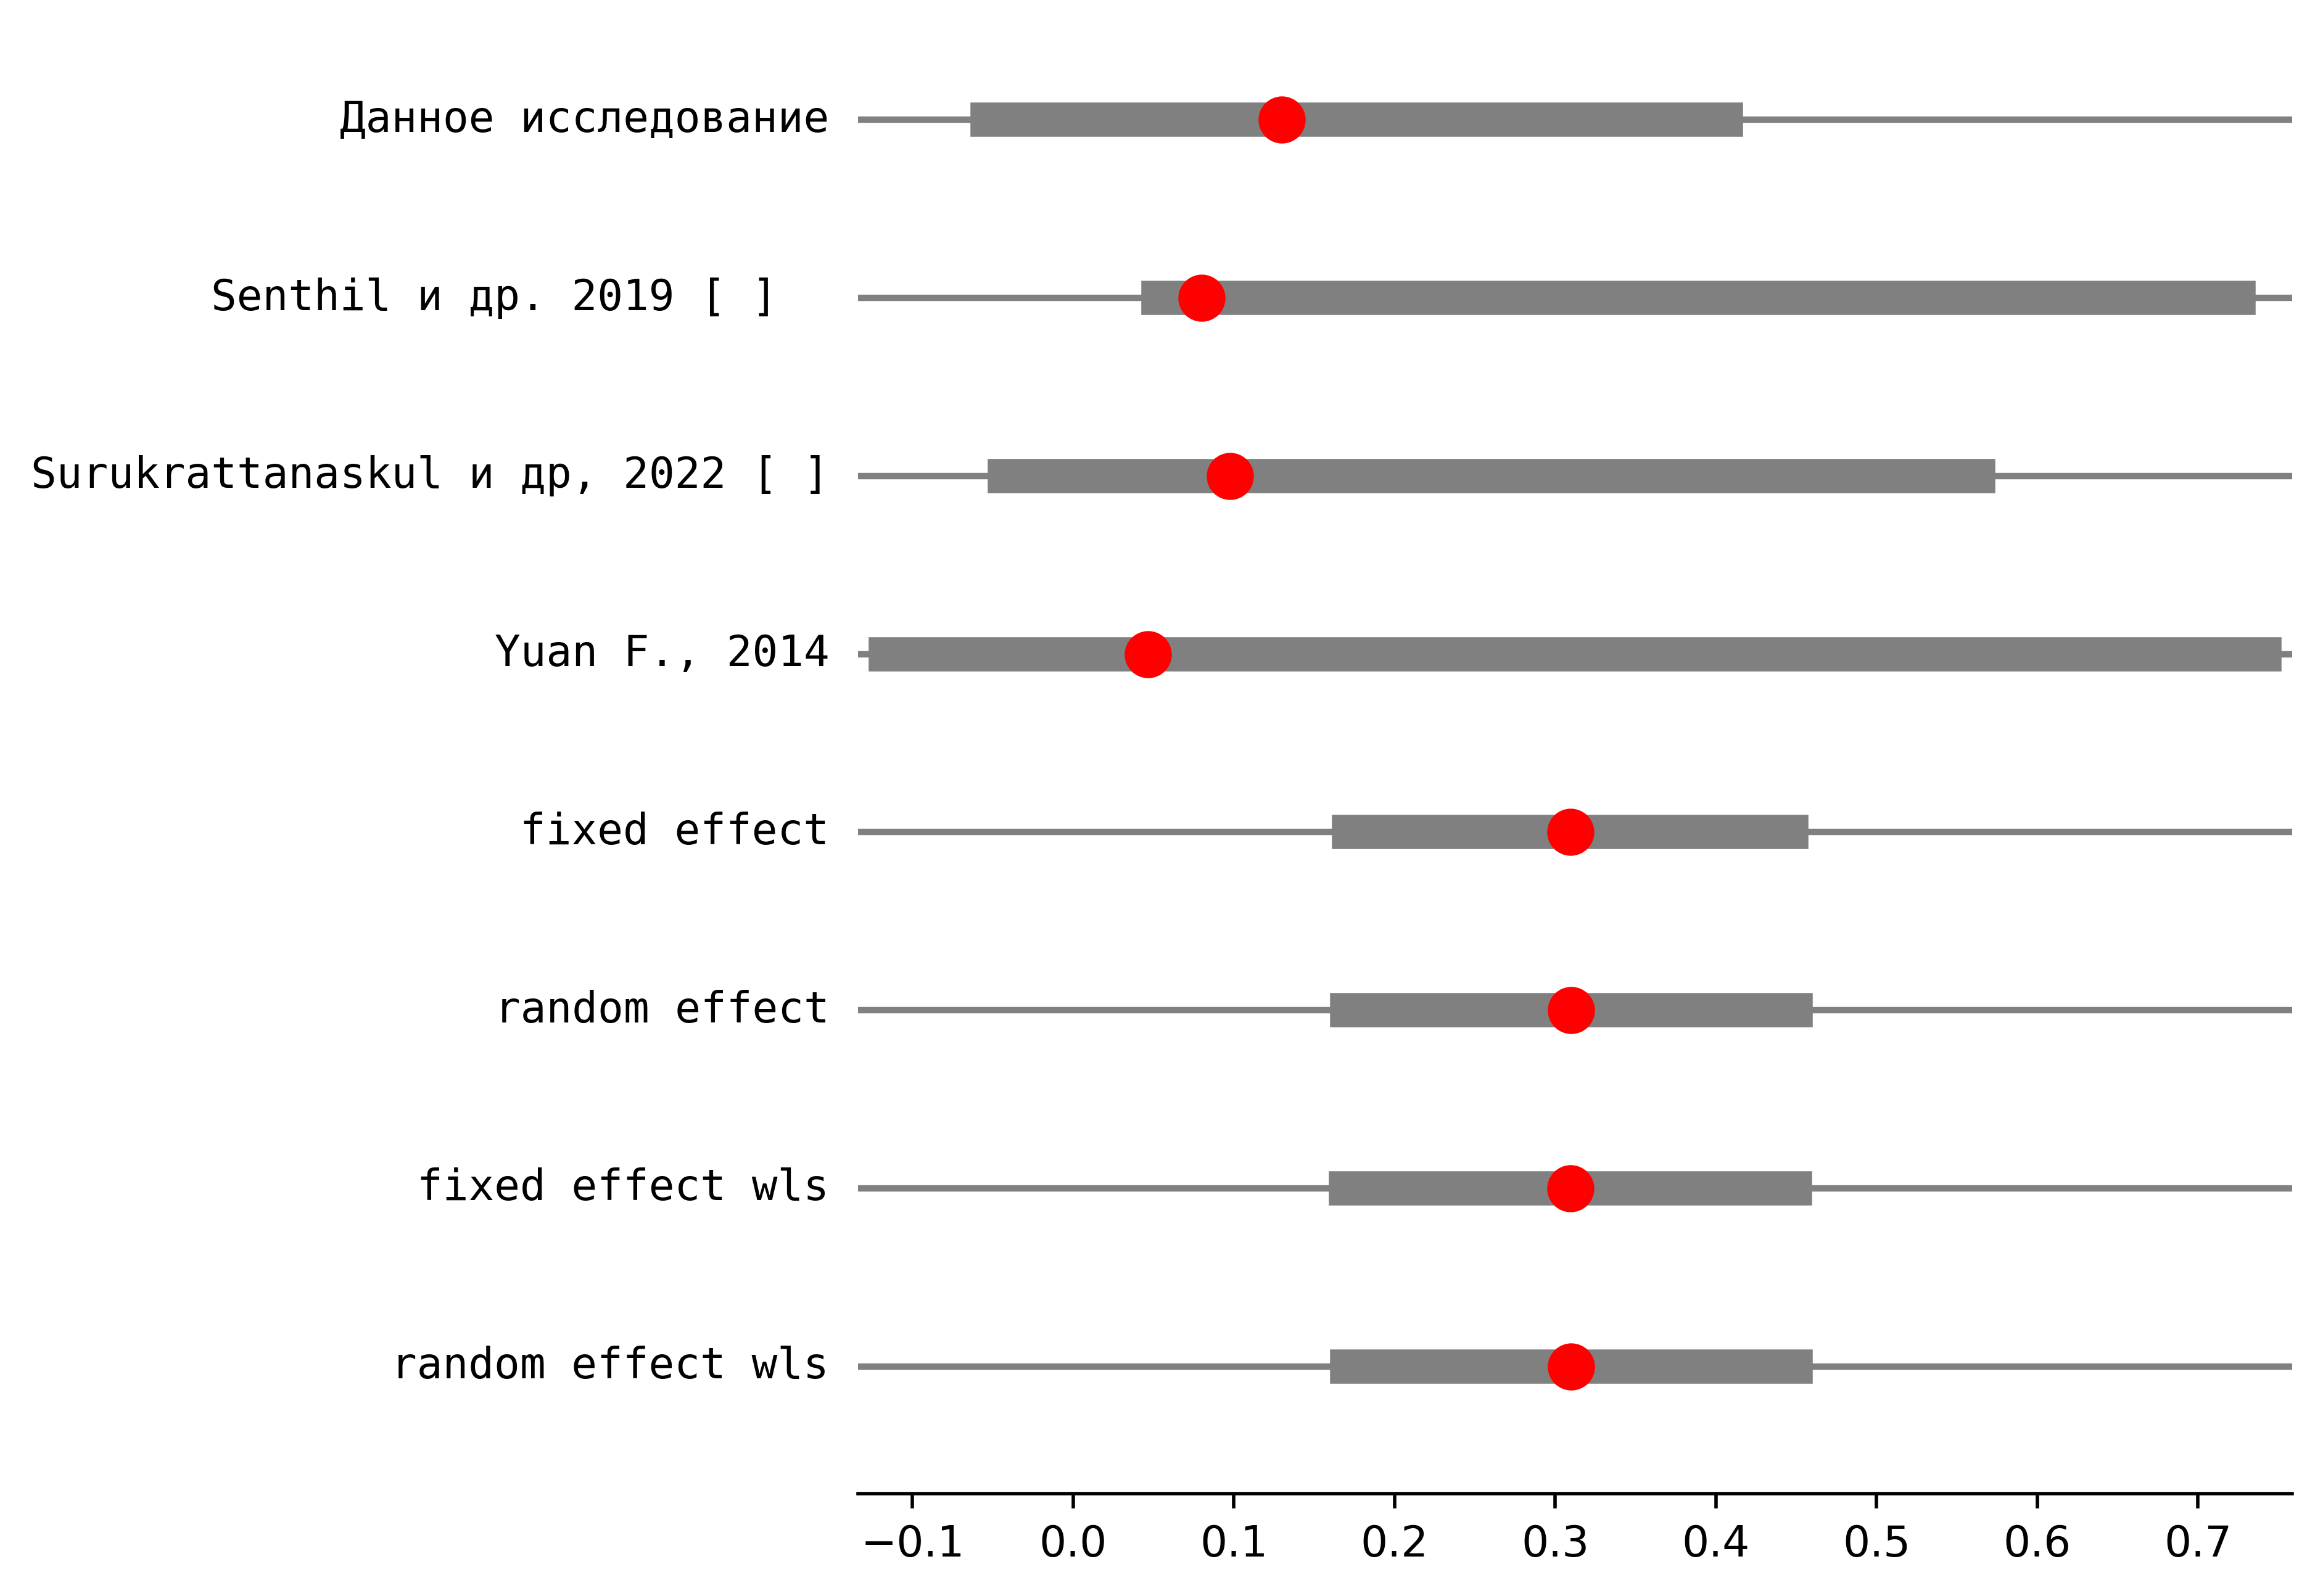 Данное исследование
Senthil и др. 2019 [ ]
Surukrattanaskul и др, 2022 [ ]
Yuan F., 2014
fixed effect
random effect
fixed effect wls
random effect wls
−0.1 0.0 0.1 0.2 0.3 0.4 0.5 0.6 0.7